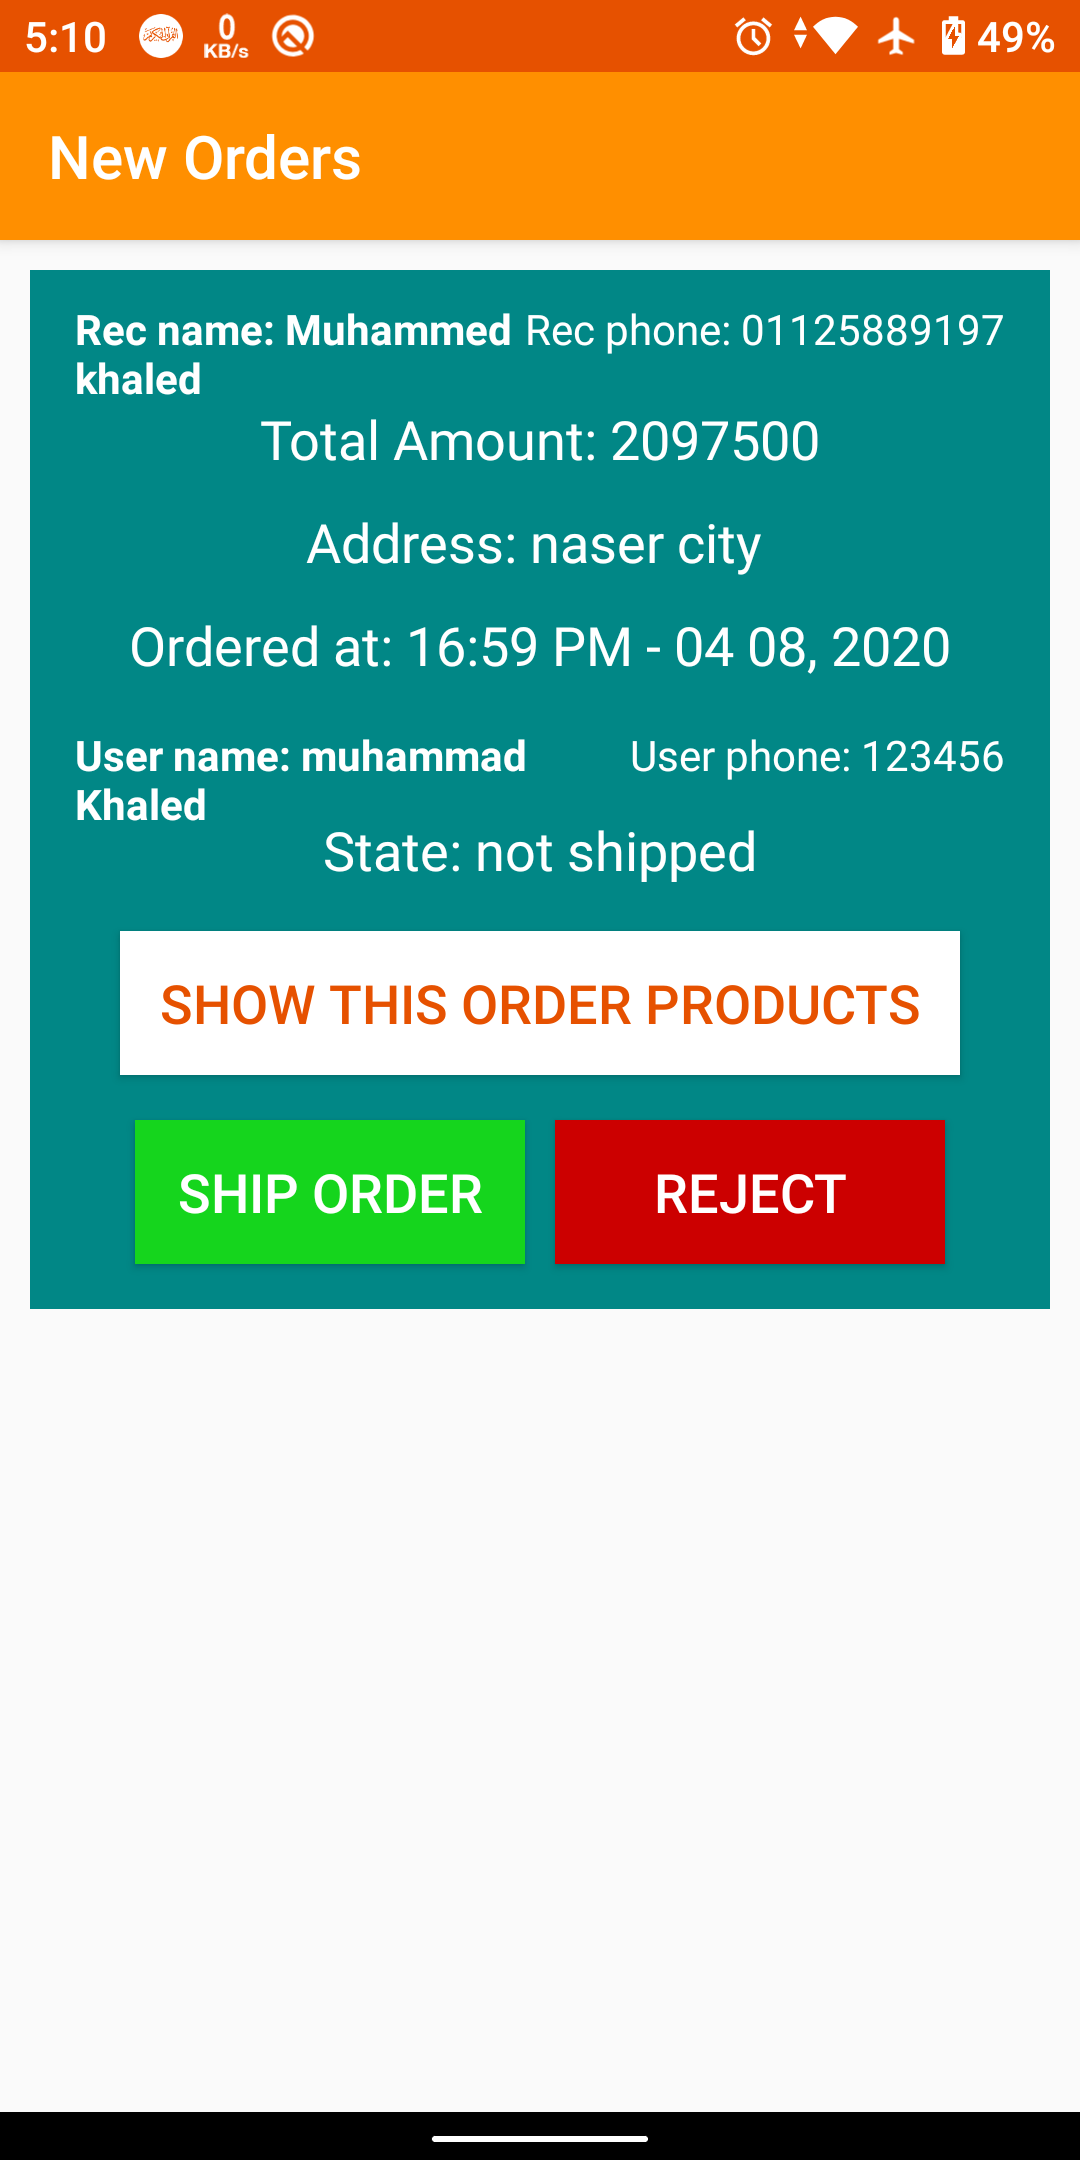 5:10 0 KB/s 49%
New Orders
Rec name: Muhammed Rec phone: 01125889197
khaled
Total Amount: 2097500
Address: naser city
Ordered at: 16:59 PM - 04 08, 2020
User name: muhammad User phone: 123456
Khaled
State: not shipped
SHOW THIS ORDER PRODUCTS
SHIP ORDER REJECT